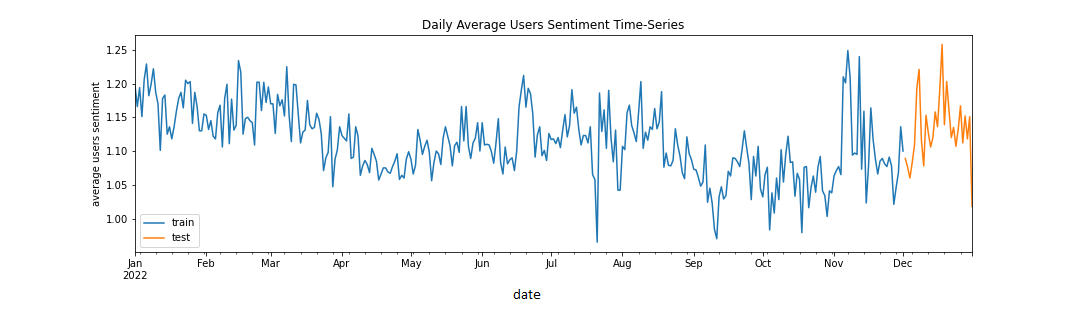 Daily Average Users Sentiment Time-Series
average users sentiment
1.25
1.20
1.15
1.10
1.05
1.00
train
test
Jan Feb Mar Apr May Jun Jul Aug Sep Oct Nov Dec
2022
date